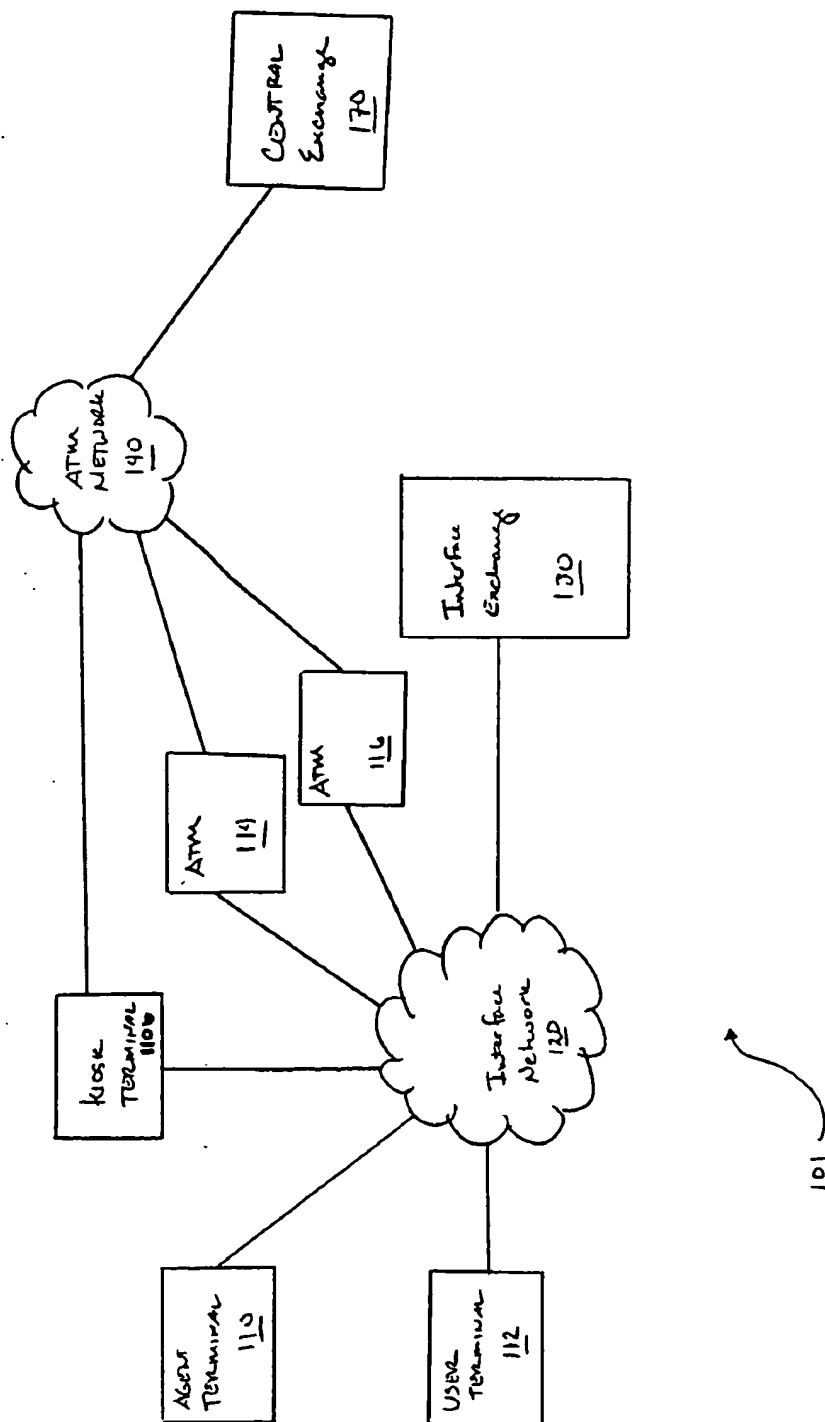 AGENT
TERMINAL
110
USER
TERMINAL
112
KIOSK
TERMINAL
110b
ATM
114
ATM
116
Interface
Network
120
ATM
NETWORK
140
Interface
Exchange
130
CENTRAL
Exchange
170
101